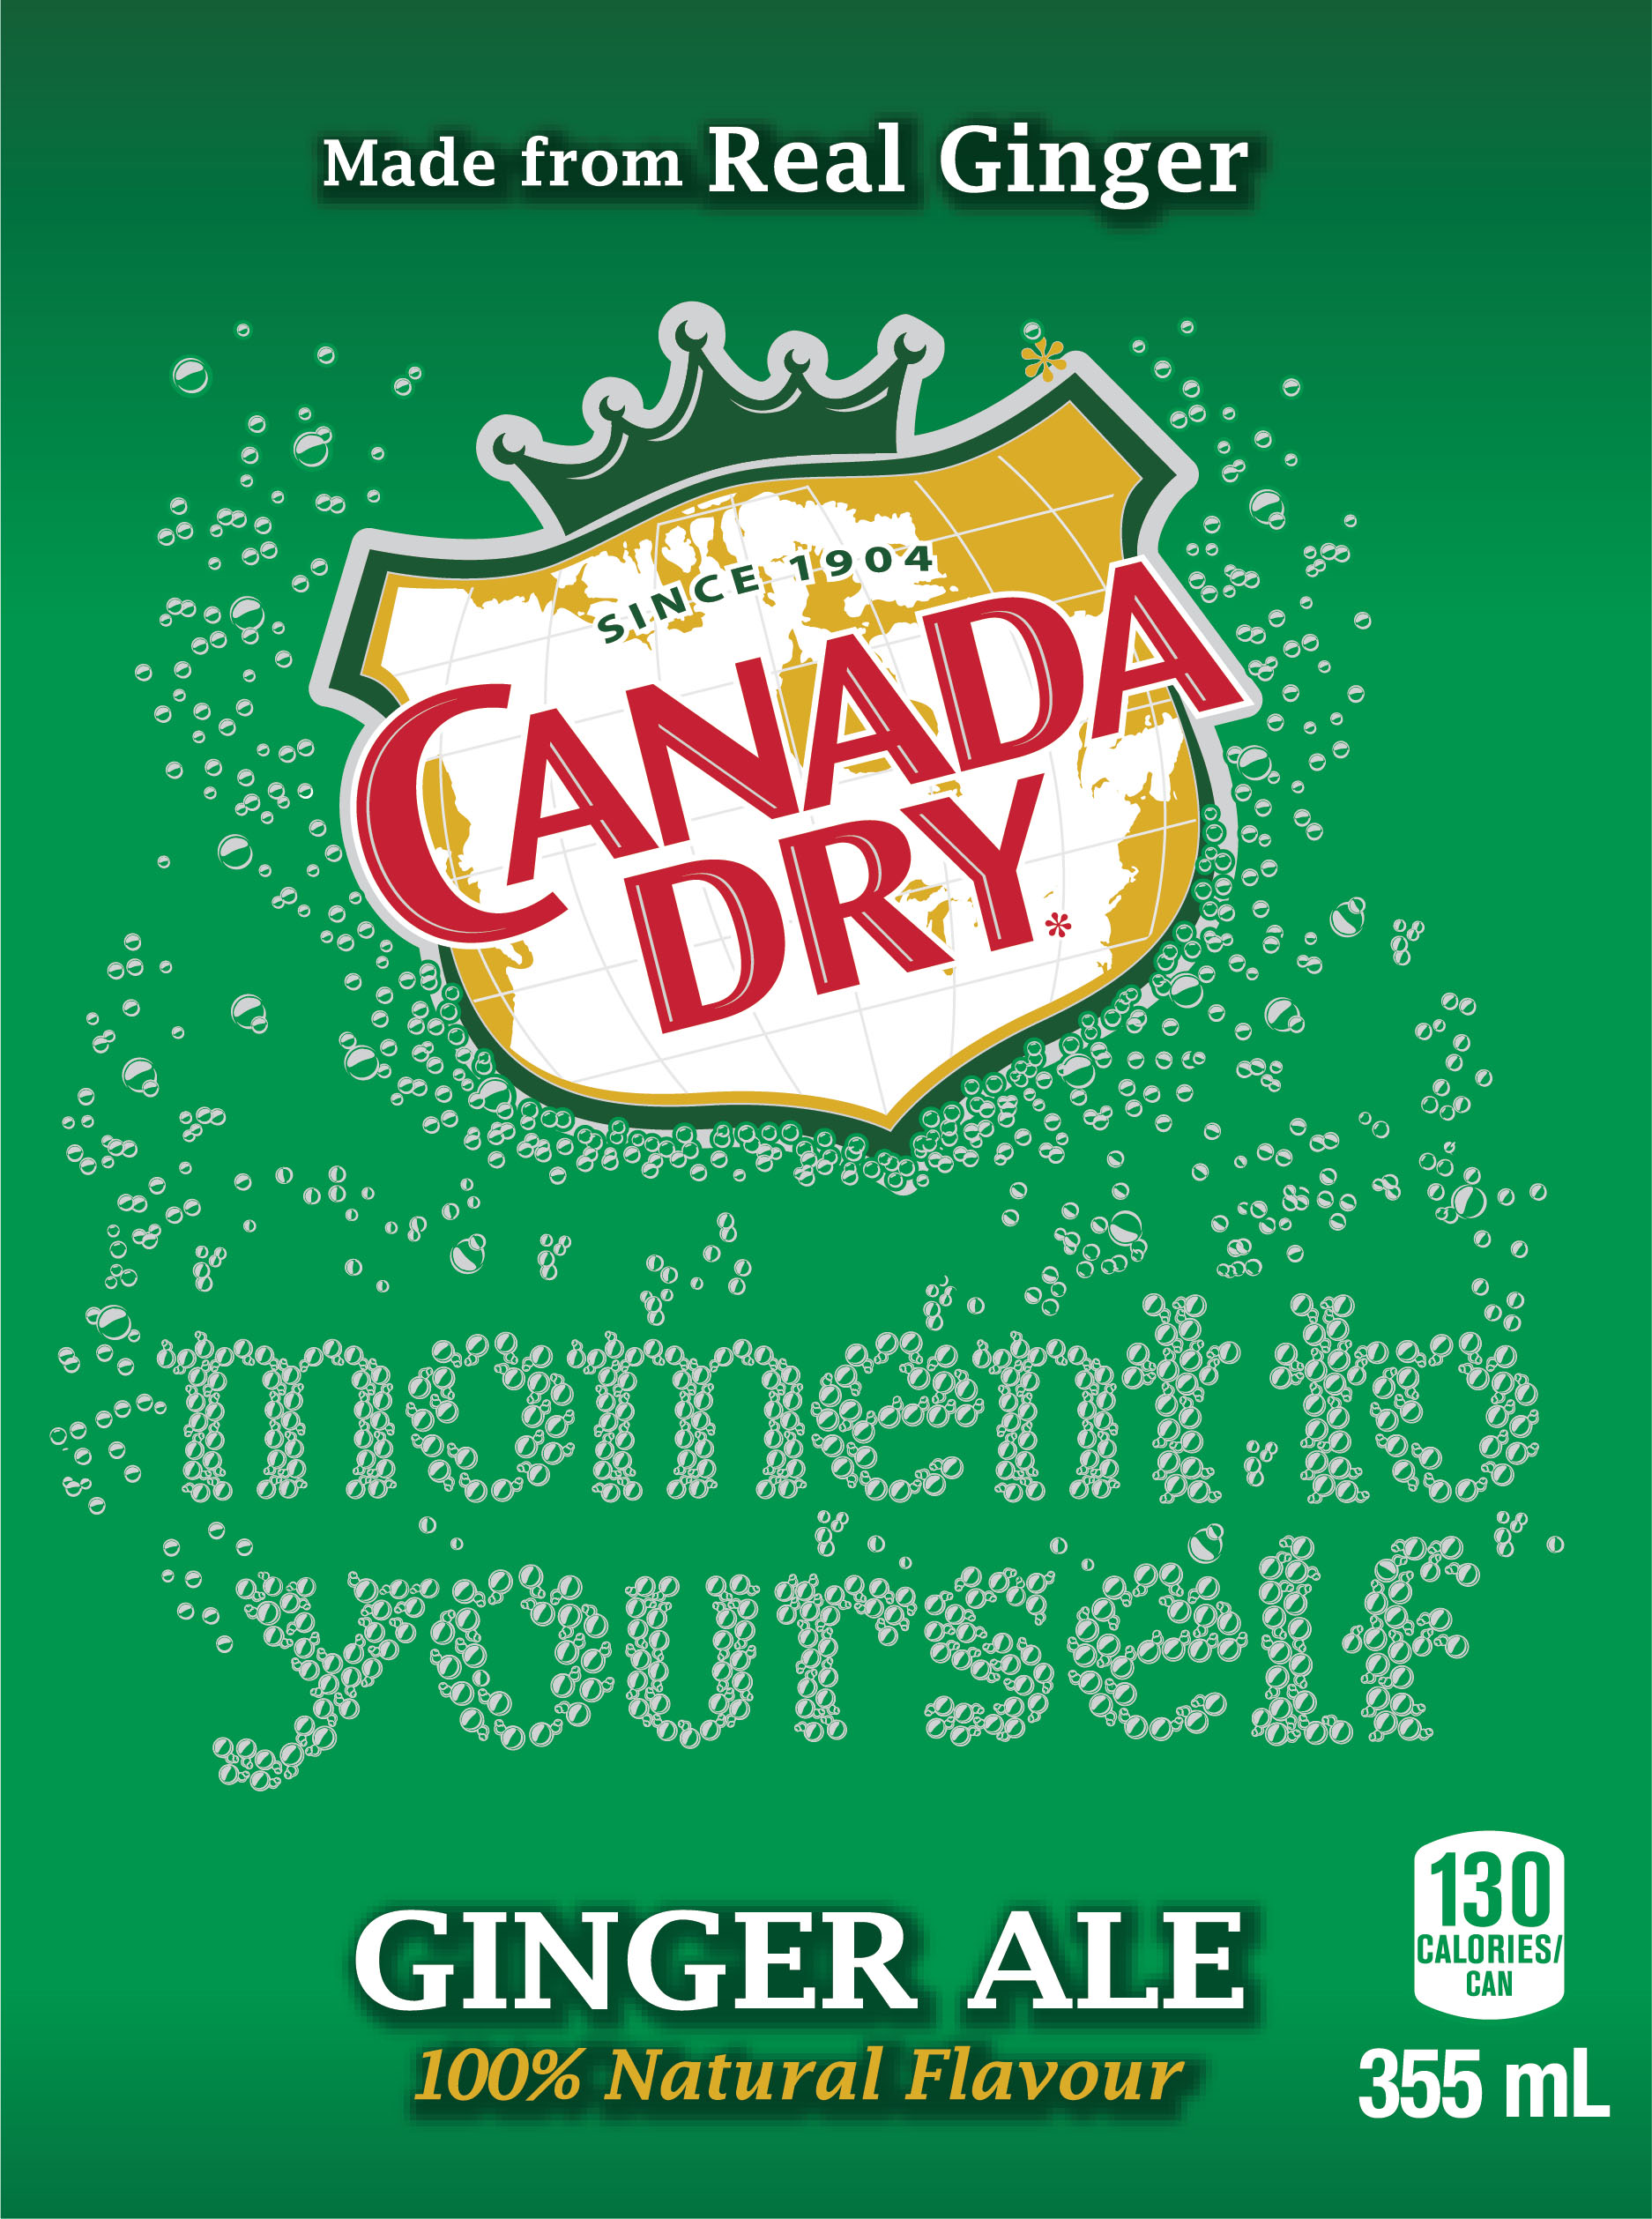 Made from Real Ginger
SINCE 1904
CANADA
DRY*
moment to
yourself
GINGER ALE
100% Natural Flavour
130
CALORIES/
CAN
355 mL